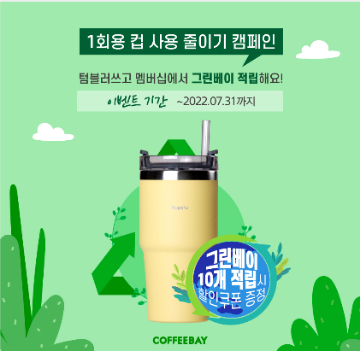 1회용 컵 사용 줄이기 캠페인
텀블러쓰고 멤버십에서 그린베이 적립해요!
이벤트 기간 ~2022.07.31까지
그린베이
10개 적립시
할인쿠폰 증정
COFFEEBAY